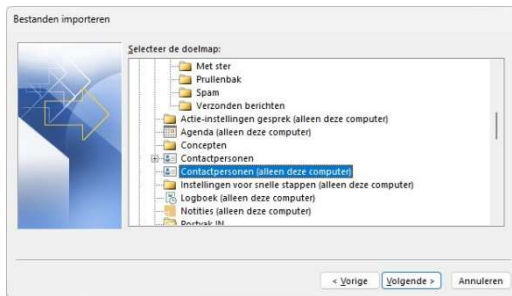 Bestanden importeren
Selecteer de doelmap:
Met ster
Prullenbak
Spam
Verzonden berichten
Actie-instellingen gesprek (alleen deze computer)
Agenda (alleen deze computer)
Concepten
Contactpersonen
Contactpersonen (alleen deze computer)
Instellingen voor snelle stappen (alleen deze computer)
Logboek (alleen deze computer)
Notities (alleen deze computer)
Postvak IN
< Vorige Volgende > Annuleren